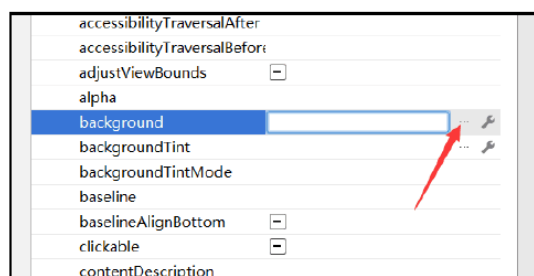 accessibilityTraversalAfter
accessibilityTraversalBefore
adjustViewBounds
alpha
background
backgroundTint
backgroundTintMode
baseline
baselineAlignBottom
clickable
contentDescription